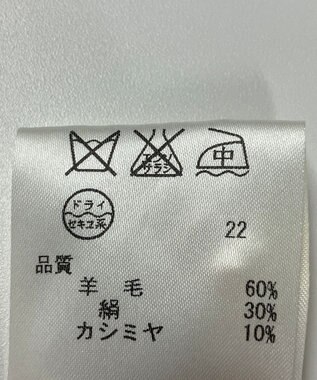 エンソ
サラシ
中
ドライ
セキユ系
22
品質
羊毛 60%
絹 30%
カシミヤ 10%